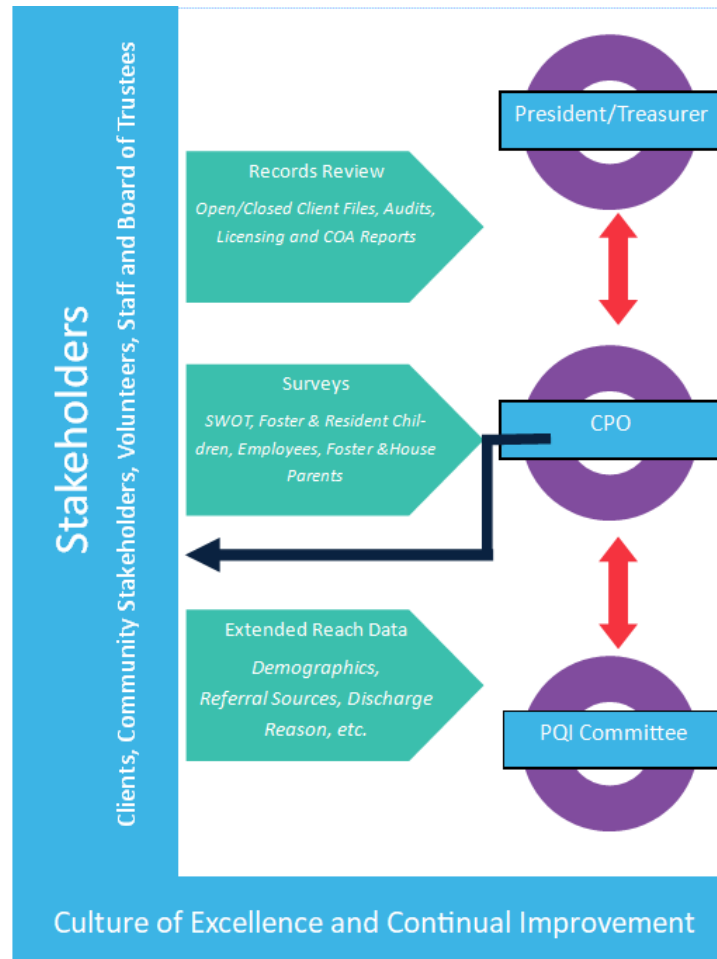 Stakeholders
Clients, Community Stakeholders, Volunteers, Staff and Board of Trustees
Records Review
Open/Closed Client Files, Audits,
Licensing and COA Reports
Surveys
SWOT, Foster & Resident Chil-
dren, Employees, Foster &House
Parents
Extended Reach Data
Demographics,
Referral Sources, Discharge
Reason, etc.
President/Treasurer
CPO
PQI Committee
Culture of Excellence and Continual Improvement